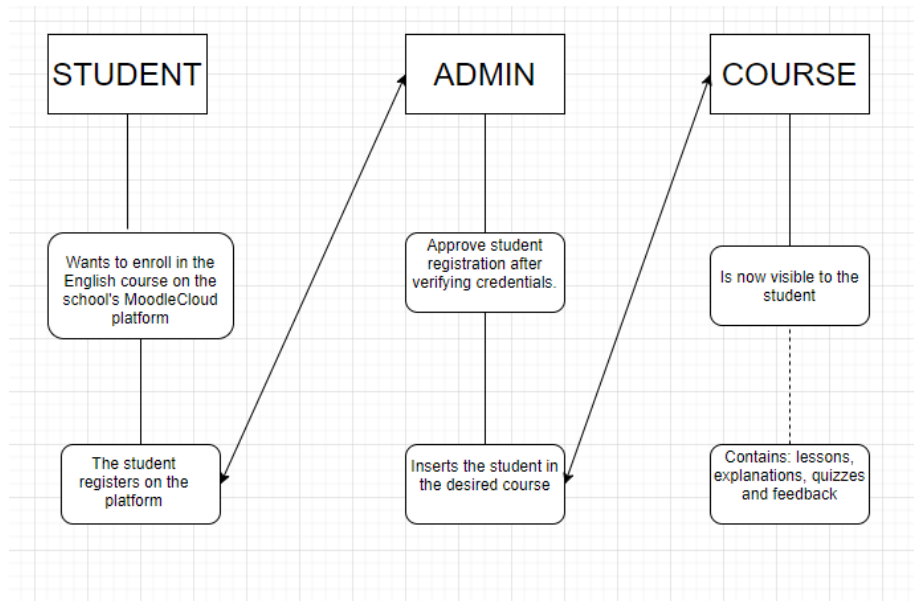 STUDENT
ADMIN
COURSE
Wants to enroll in the
English course on the
school's MoodleCloud
platform
Approve student
registration after
verifying credentials.
Is now visible to the
student
The student
registers on the
platform
Inserts the student in
the desired course
Contains: lessons,
explanations, quizzes
and feedback